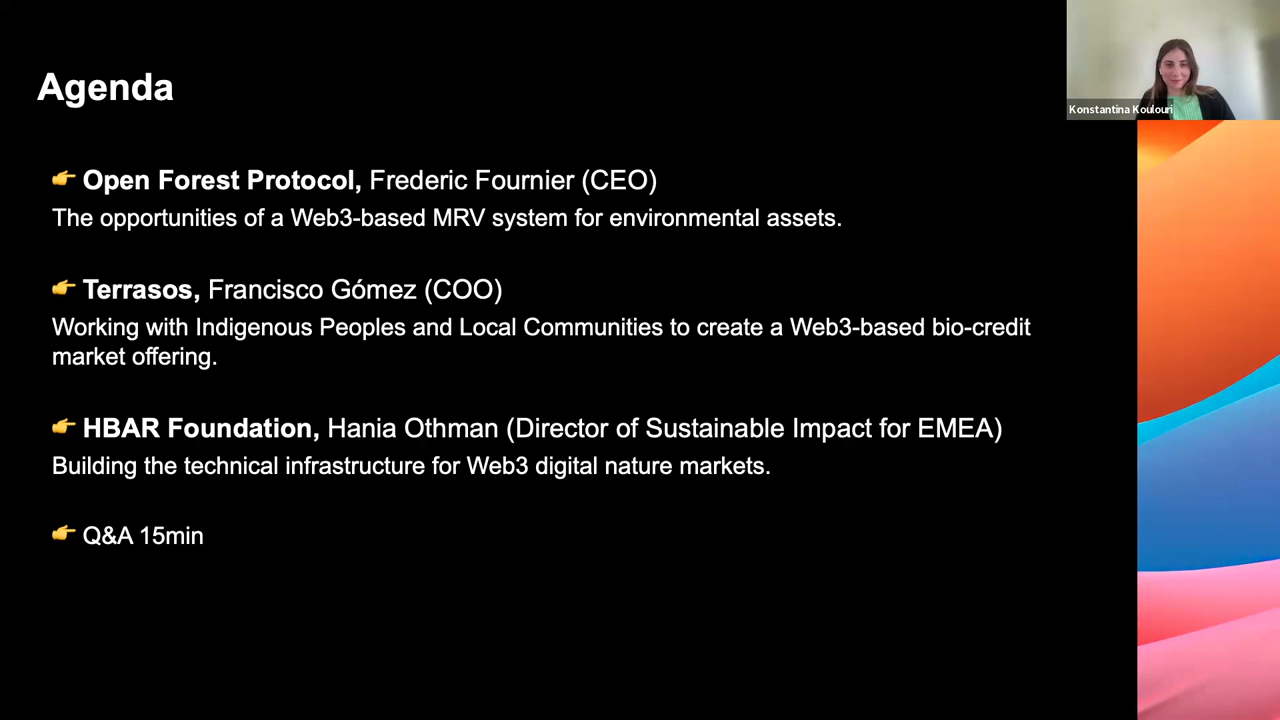 Agenda
Konstantina Koulouri
👉 Open Forest Protocol, Frederic Fournier (CEO)
The opportunities of a Web3-based MRV system for environmental assets.
👉 Terrasos, Francisco Gómez (COO)
Working with Indigenous Peoples and Local Communities to create a Web3-based bio-credit
market offering.
👉 HBAR Foundation, Hania Othman (Director of Sustainable Impact for EMEA)
Building the technical infrastructure for Web3 digital nature markets.
👉 Q&A 15min